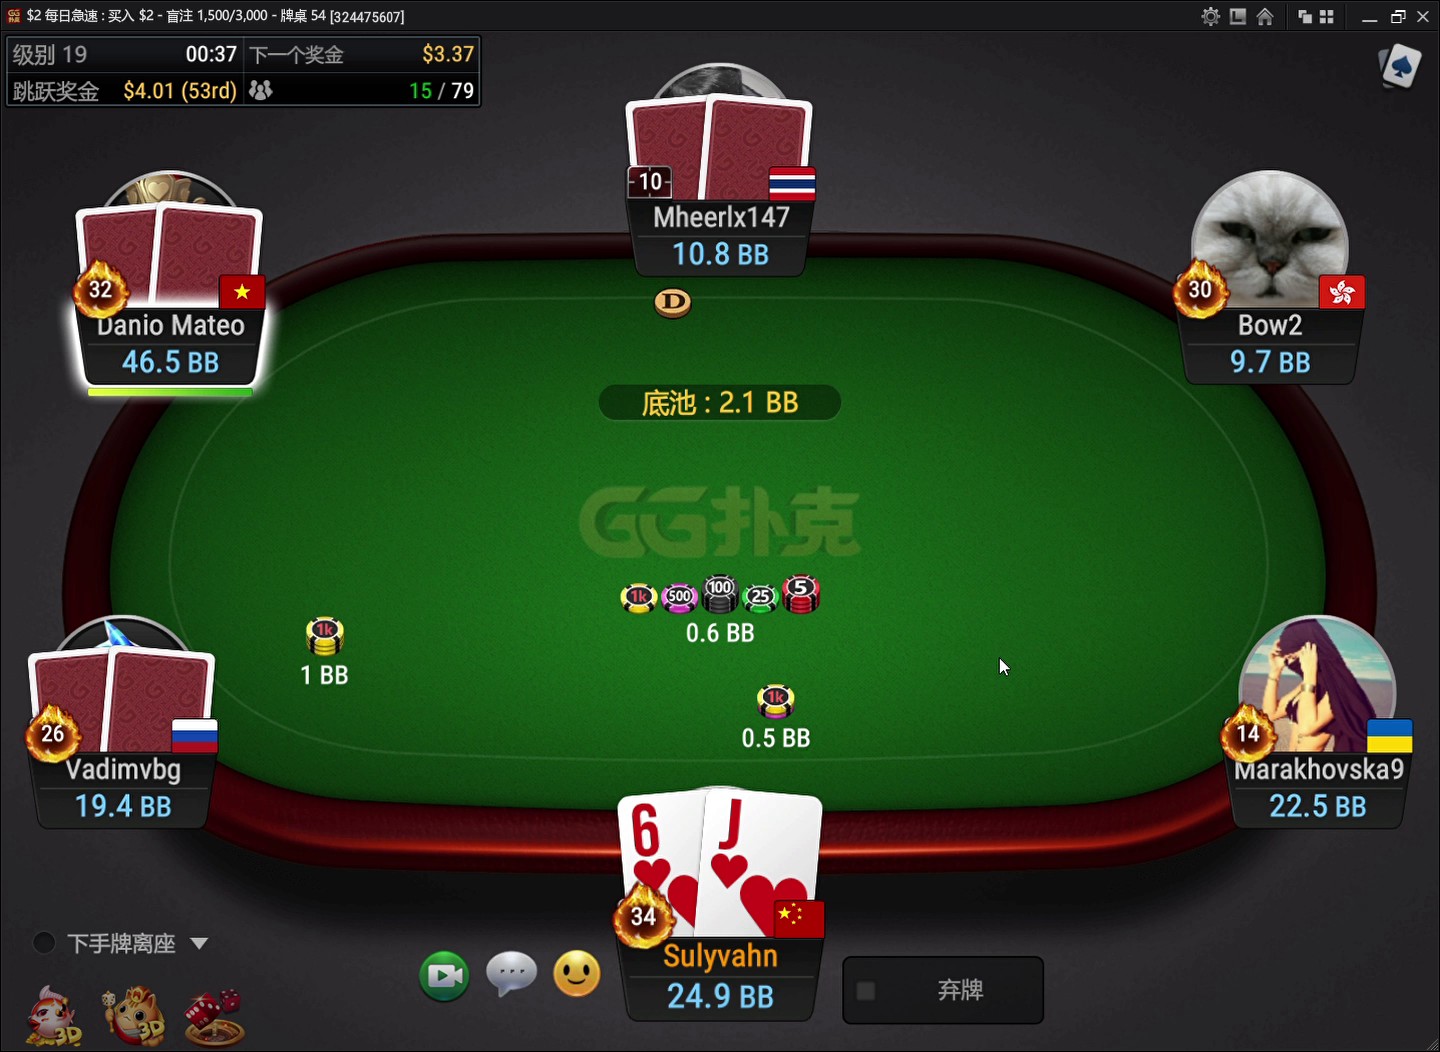 $2 每日急速 : 买入 $2 - 盲注 1,500/3,000 - 牌桌 54 [324475607]
级别 19 00:37 下一个奖金 $3.37
跳跃奖金 $4.01 (53rd) 15 / 79
10
Mheerlx147
10.8 BB
32
Danio Mateo
46.5 BB
30
Bow2
9.7 BB
D
底池 : 2.1 BB
GG扑克
1k 500 100 25 5
0.6 BB
1k
1 BB
1k
0.5 BB
26
Vadimvbg
19.4 BB
14
Marakhovska9
22.5 BB
6 J
34
Sulyvahn
24.9 BB
下手牌离座
弃牌
3D 3D